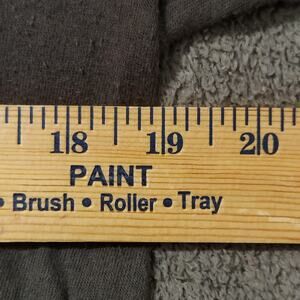 18 19 20
PAINT
• Brush • Roller • Tray